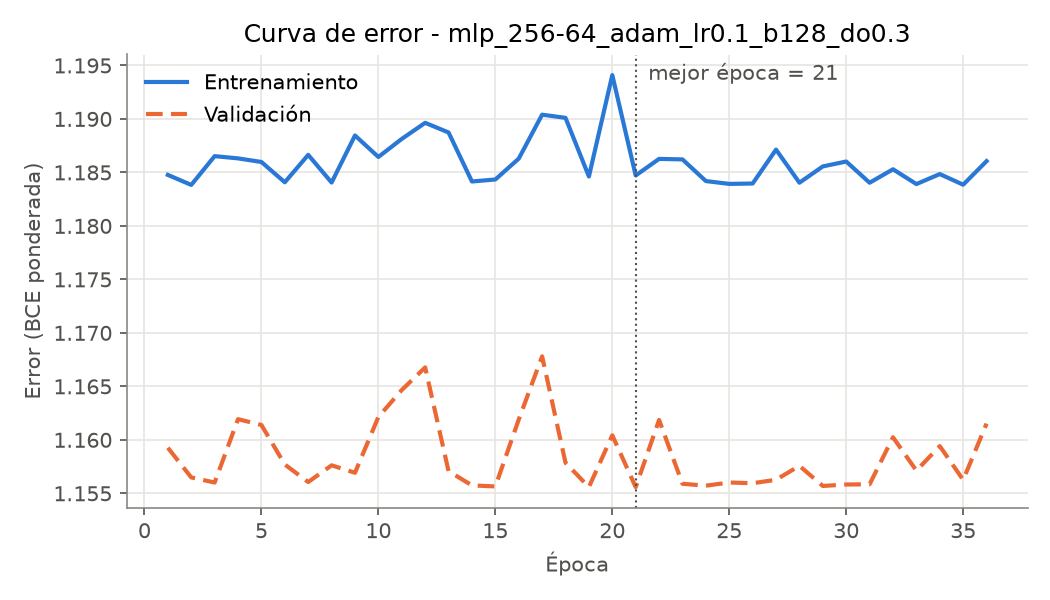 Curva de error - mlp_256-64_adam_lr0.1_b128_do0.3
Entrenamiento
Validación
mejor época = 21
Error (BCE ponderada)
1.195
1.190
1.185
1.180
1.175
1.170
1.165
1.160
1.155
0 5 10 15 20 25 30 35
Época